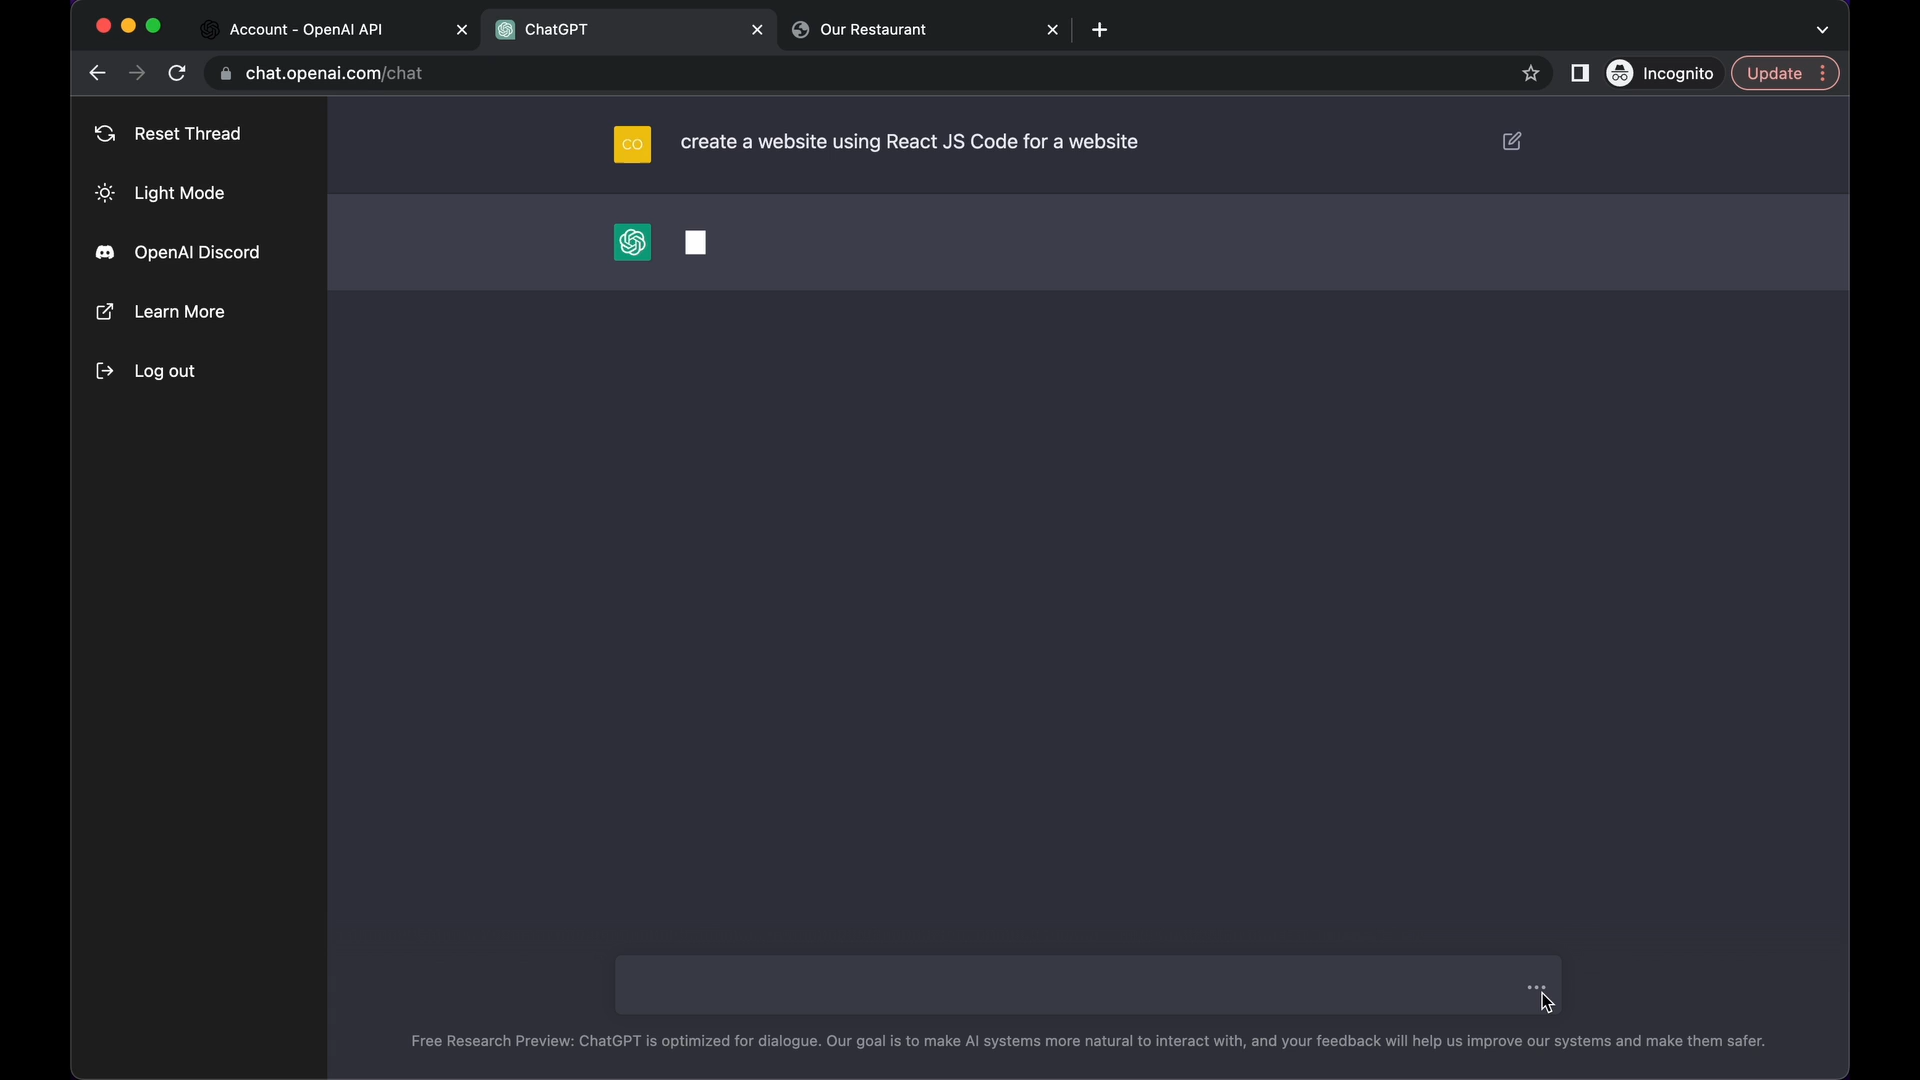 Account - OpenAI API
ChatGPT
Our Restaurant
chat.openai.com/chat
Incognito
Update
Reset Thread
Light Mode
OpenAI Discord
Learn More
Log out
CO
create a website using React JS Code for a website
Free Research Preview: ChatGPT is optimized for dialogue. Our goal is to make AI systems more natural to interact with, and your feedback will help us improve our systems and make them safer.